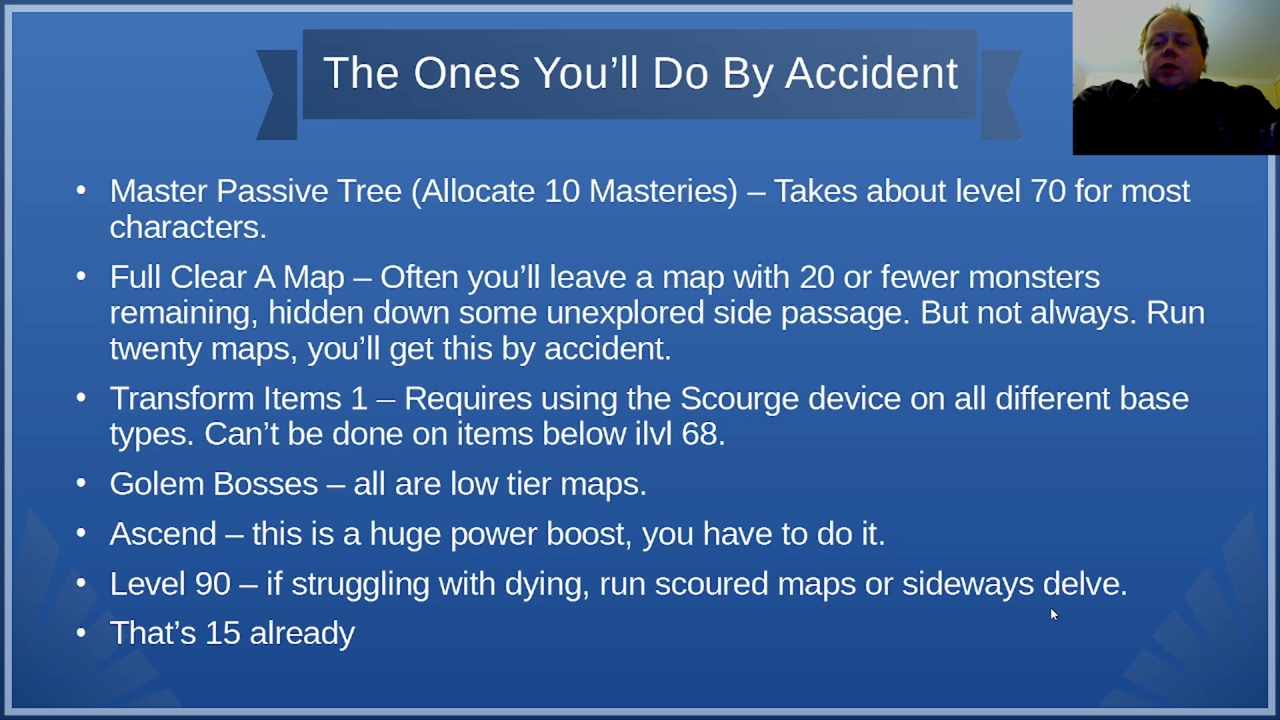 The Ones You’ll Do By Accident
• Master Passive Tree (Allocate 10 Masteries) – Takes about level 70 for most
characters.
• Full Clear A Map – Often you’ll leave a map with 20 or fewer monsters
remaining, hidden down some unexplored side passage. But not always. Run
twenty maps, you’ll get this by accident.
• Transform Items 1 – Requires using the Scourge device on all different base
types. Can’t be done on items below ilvl 68.
• Golem Bosses – all are low tier maps.
• Ascend – this is a huge power boost, you have to do it.
• Level 90 – if struggling with dying, run scoured maps or sideways delve.
• That’s 15 already